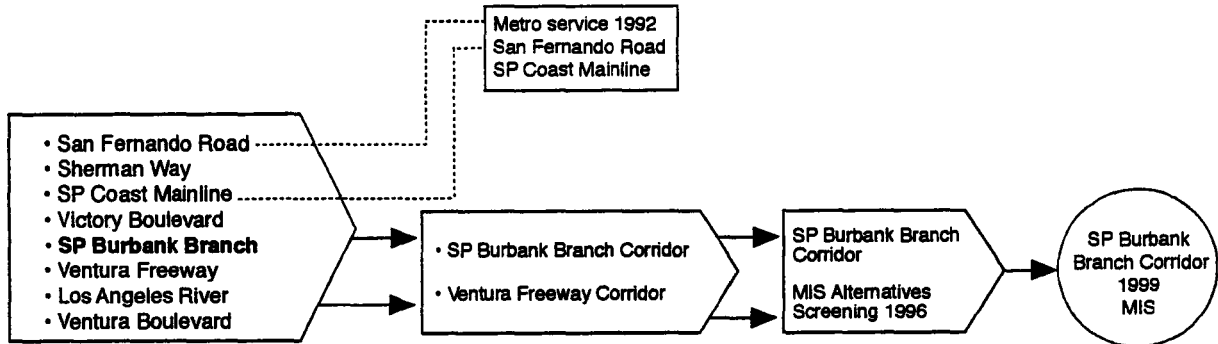 Metro service 1992
San Fernando Road
SP Coast Mainline
• San Fernando Road
• Sherman Way
• SP Coast Mainline
• Victory Boulevard
• SP Burbank Branch
• Ventura Freeway
• Los Angeles River
• Ventura Boulevard
• SP Burbank Branch Corridor
• Ventura Freeway Corridor
SP Burbank Branch
Corridor
MIS Alternatives
Screening 1996
SP Burbank
Branch Corridor
1999
MIS